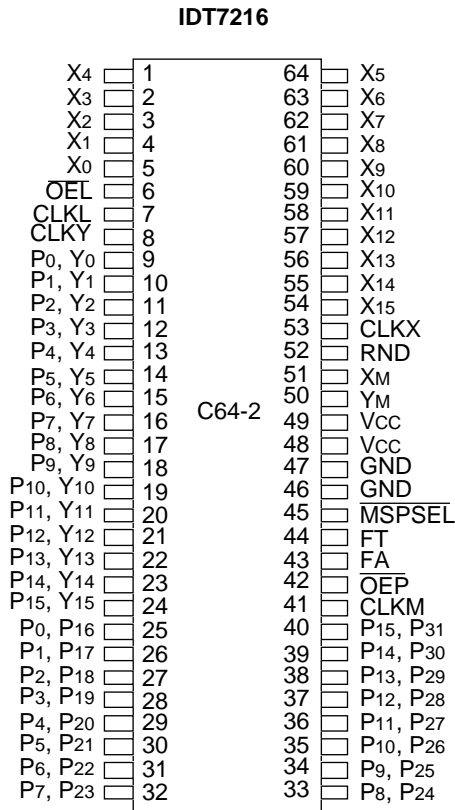 IDT7216
X4 1 64 X5
X3 2 63 X6
X2 3 62 X7
X1 4 61 X8
X0 5 60 X9
O̅E̅L̅ 6 59 X10
CLKL 7 58 X11
CLKY 8 57 X12
P0, Y0 9 56 X13
P1, Y1 10 55 X14
P2, Y2 11 54 X15
P3, Y3 12 53 CLKX
P4, Y4 13 52 RND
P5, Y5 14 51 XM
P6, Y6 15 50 YM
P7, Y7 16 C64-2 49 VCC
P8, Y8 17 48 VCC
P9, Y9 18 47 GND
P10, Y10 19 46 GND
P11, Y11 20 45 M̅S̅P̅S̅E̅L̅
P12, Y12 21 44 FT
P13, Y13 22 43 FA
P14, Y14 23 42 O̅E̅P̅
P15, Y15 24 41 CLKM
P0, P16 25 40 P15, P31
P1, P17 26 39 P14, P30
P2, P18 27 38 P13, P29
P3, P19 28 37 P12, P28
P4, P20 29 36 P11, P27
P5, P21 30 35 P10, P26
P6, P22 31 34 P9, P25
P7, P23 32 33 P8, P24